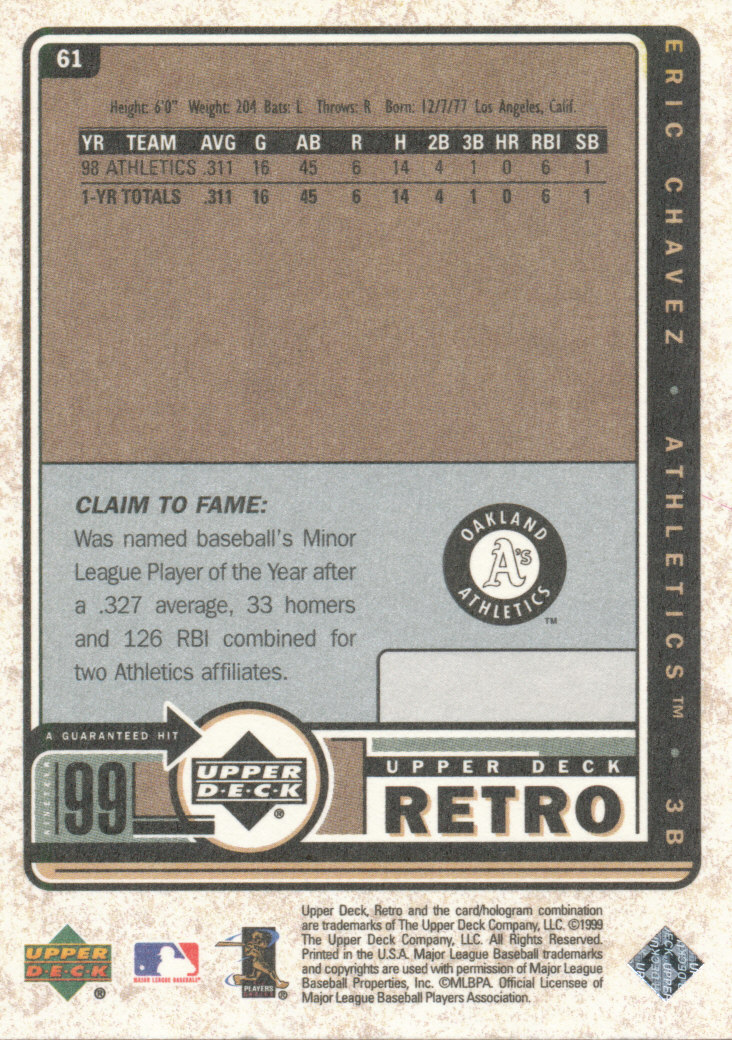 61
ERIC CHAVEZ • ATHLETICS™ • 3B
Height: 6'0" Weight: 204 Bats: L Throws: R Born: 12/7/77 Los Angeles, Calif.
YR TEAM AVG G AB R H 2B 3B HR RBI SB
98 ATHLETICS .311 16 45 6 14 4 1 0 6 1
1-YR TOTALS .311 16 45 6 14 4 1 0 6 1
CLAIM TO FAME:
Was named baseball's Minor
League Player of the Year after
a .327 average, 33 homers
and 126 RBI combined for
two Athletics affiliates.
OAKLAND
A's
ATHLETICS
TM
A GUARANTEED HIT
NINETEEN
99
UPPER
D•E•C•K
®
UPPER DECK
RETRO
Upper Deck, Retro and the card/hologram combination
are trademarks of The Upper Deck Company, LLC. ©1999
The Upper Deck Company, LLC. All Rights Reserved.
Printed in the U.S.A. Major League Baseball trademarks
and copyrights are used with permission of Major League
Baseball Properties, Inc. ©MLBPA. Official Licensee of
Major League Baseball Players Association.
UPPER
D•E•C•K
®
MAJOR LEAGUE BASEBALL®
PLAYERS
®